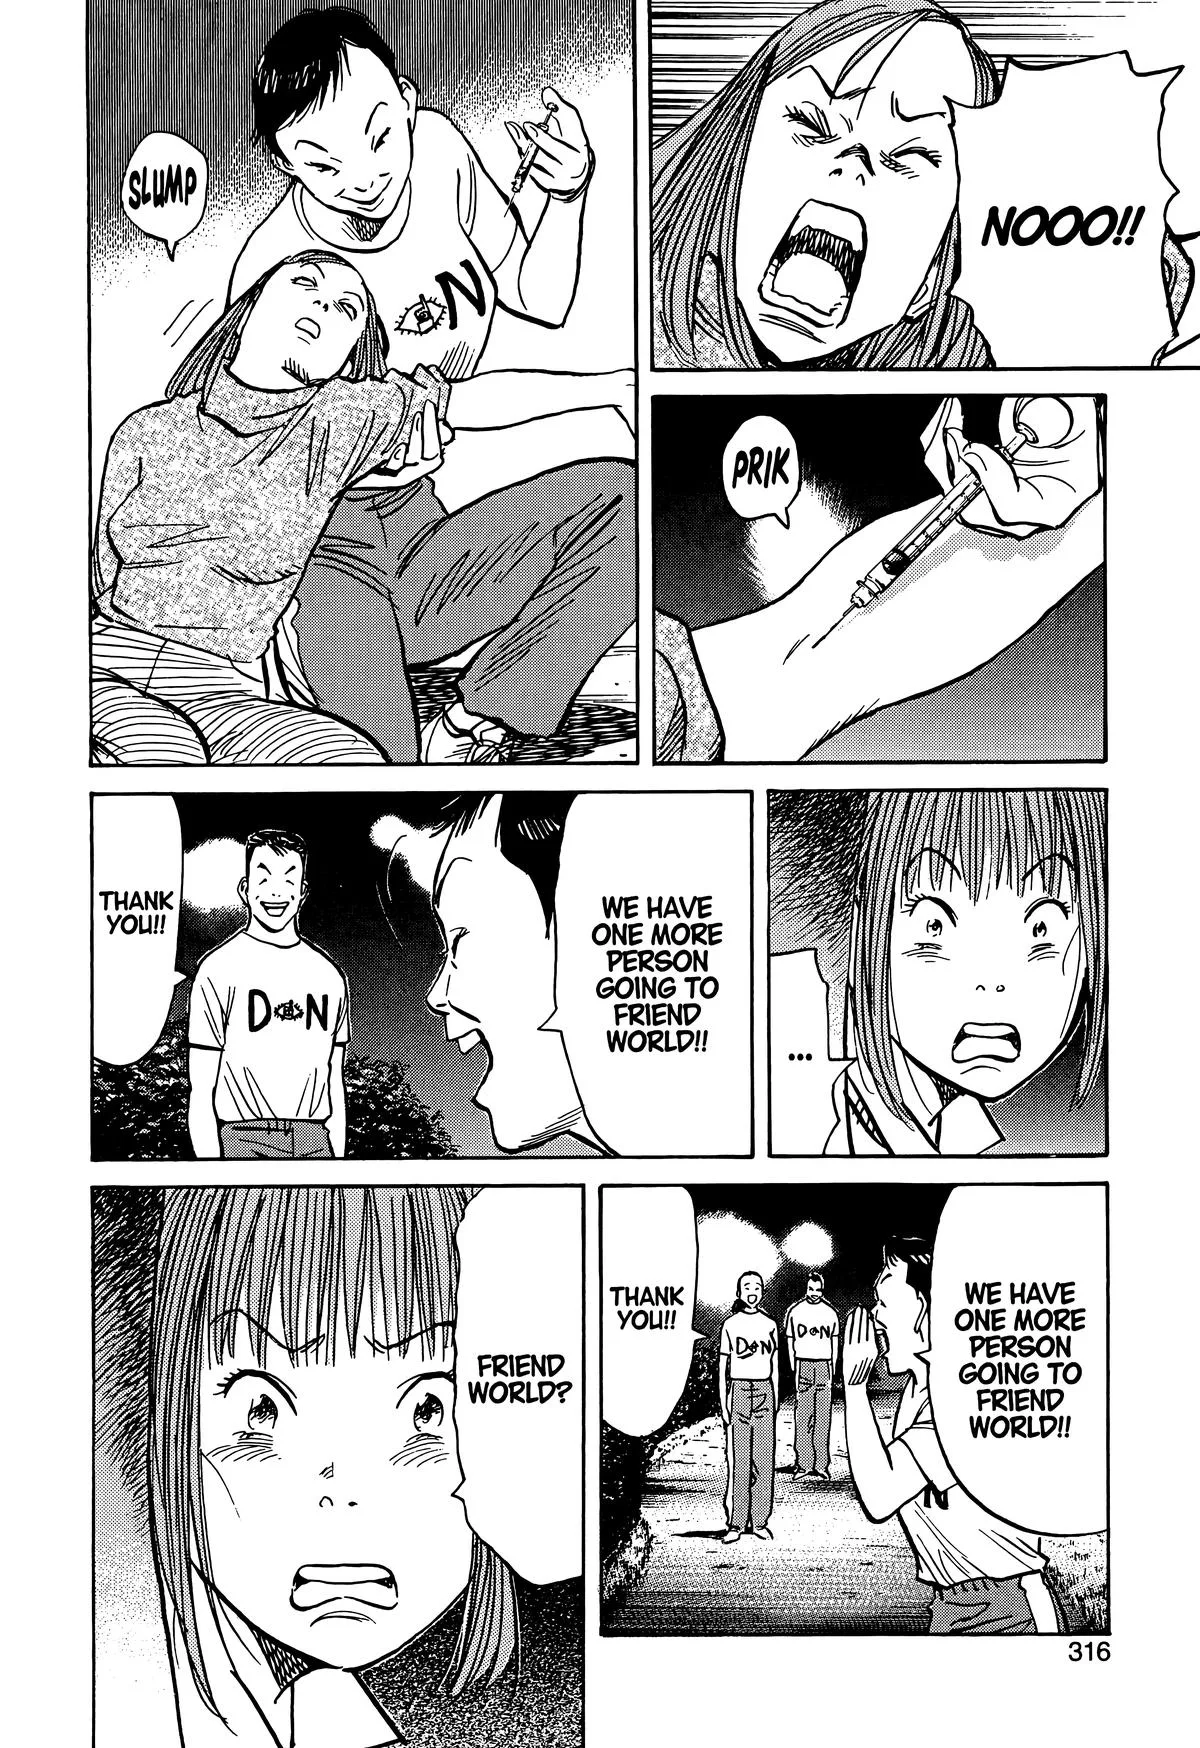 NOOO!!
PRIK
SLUMP
N
...
WE HAVE
ONE MORE
PERSON
GOING TO
FRIEND
WORLD!!
THANK
YOU!!
D N
WE HAVE
ONE MORE
PERSON
GOING TO
FRIEND
WORLD!!
THANK
YOU!!
D N
D N
N
FRIEND
WORLD?
316